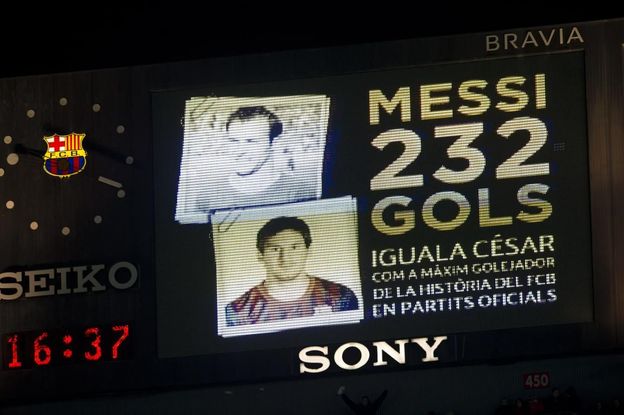 BRAVIA
MESSI
232
GOLS
IGUALA CÉSAR
COM A MÀXIM GOLEJADOR
DE LA HISTÒRIA DEL FCB
EN PARTITS OFICIALS
FCB
SEIKO
16:37
SONY
450